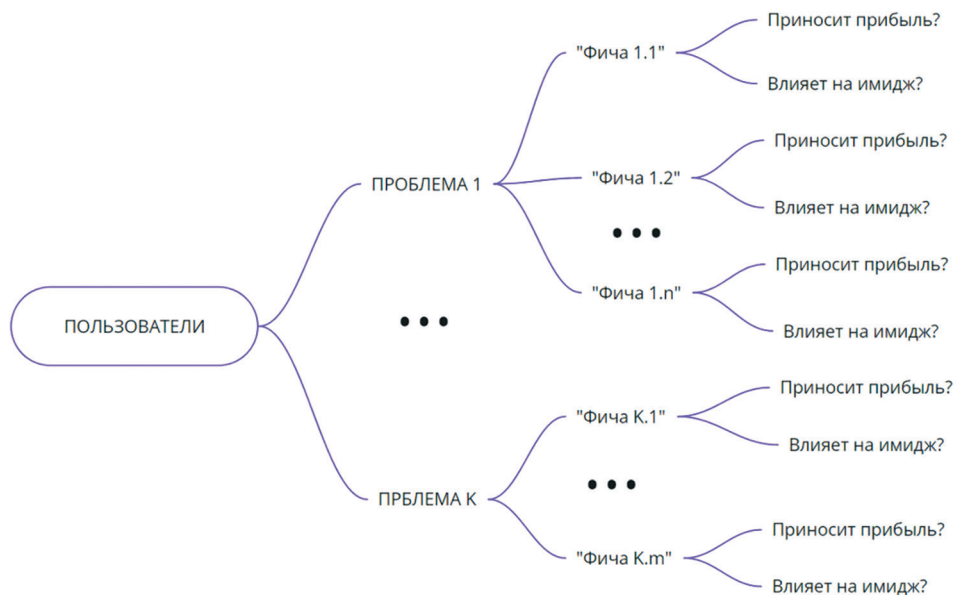 Приносит прибыль?
"Фича 1.1"
Влияет на имидж?
Приносит прибыль?
ПРОБЛЕМА 1
"Фича 1.2"
Влияет на имидж?
Приносит прибыль?
"Фича 1.n"
ПОЛЬЗОВАТЕЛИ
Влияет на имидж?
Приносит прибыль?
"Фича K.1"
Влияет на имидж?
ПРБЛЕМА K
Приносит прибыль?
"Фича K.m"
Влияет на имидж?